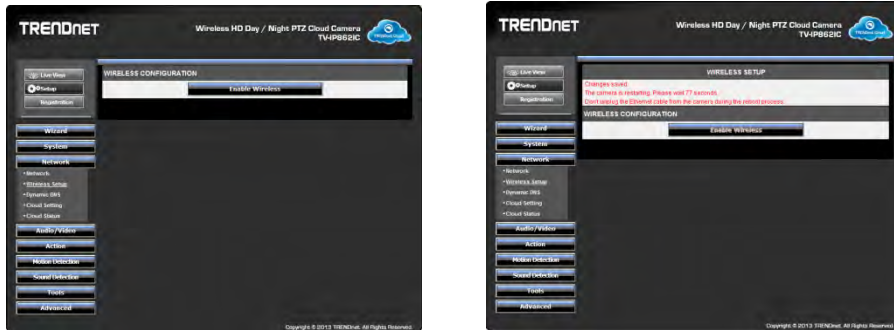 TRENDNET
Wireless HD Day / Night PTZ Cloud Camera
TV-IP862IC
TRENDnet Cloud
Live View
Setup
Registration
WIRELESS CONFIGURATION
Enable Wireless
Wizard
System
Network
• Network
• Wireless Setup
• Dynamic DNS
• Cloud Setting
• Cloud Status
Audio/Video
Action
Motion Detection
Sound Detection
Tools
Advanced
Copyright © 2013 TRENDnet. All Rights Reserved.
TRENDNET
Wireless HD Day / Night PTZ Cloud Camera
TV-IP862IC
TRENDnet Cloud
Live View
Setup
Registration
WIRELESS SETUP
Changes saved.
The camera is restarting. Please wait 77 seconds.
Don't unplug the Ethernet cable from the camera during the reboot process.
WIRELESS CONFIGURATION
Enable Wireless
Wizard
System
Network
• Network
• Wireless Setup
• Dynamic DNS
• Cloud Setting
• Cloud Status
Audio/Video
Action
Motion Detection
Sound Detection
Tools
Advanced
Copyright © 2013 TRENDnet. All Rights Reserved.